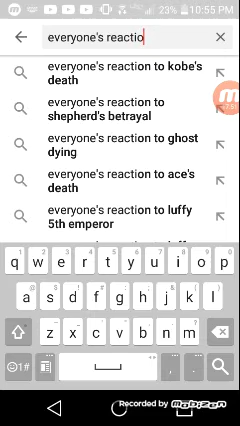 23% 10:55 PM
everyone's reactio
everyone's reaction to kobe's
death
everyone's reaction to
shepherd's betrayal
everyone's reaction to ghost
dying
everyone's reaction to ace's
death
everyone's reaction to luffy
5th emperor
q w e r t y u i o p
a s d f g h j k l
z x c v b n m
1# , .
Recorded by MOBIZEN